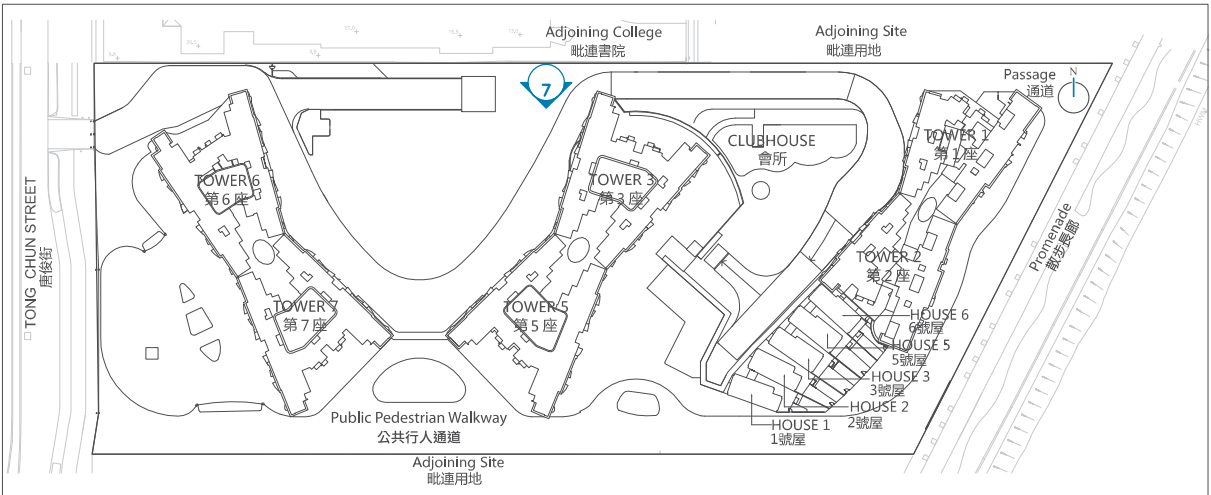 Adjoining College
毗連書院
Adjoining Site
毗連用地
Passage
通道
N
7
CLUBHOUSE
會所
TOWER 1
第1座
TOWER 6
第6座
TOWER 3
第3座
TONG CHUN STREET
唐俊街
Promenade
散步長廊
TOWER 2
第2座
TOWER 7
第7座
TOWER 5
第5座
HOUSE 6
6號屋
HOUSE 5
5號屋
HOUSE 3
3號屋
HOUSE 2
2號屋
HOUSE 1
1號屋
Public Pedestrian Walkway
公共行人通道
Adjoining Site
毗連用地